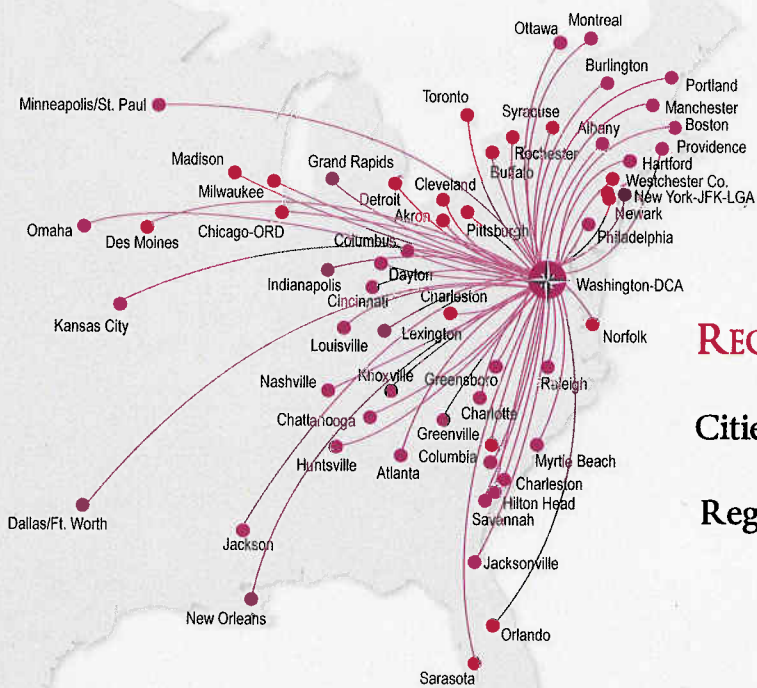 Ottawa
Montreal
Burlington
Portland
Minneapolis/St. Paul
Toronto
Syracuse
Manchester
Albany
Boston
Providence
Madison
Grand Rapids
Rochester
Buffalo
Hartford
Milwaukee
Detroit
Cleveland
Westchester Co.
New York-JFK-LGA
Akron
Newark
Omaha
Des Moines
Chicago-ORD
Pittsburgh
Philadelphia
Columbus
Dayton
Indianapolis
Cincinnati
Charleston
Washington-DCA
Kansas City
Louisville
Lexington
Norfolk
REG
Nashville
Knoxville
Greensboro
Raleigh
Chattanooga
Charlotte
Greenville
Citie
Huntsville
Atlanta
Columbia
Myrtle Beach
Charleston
Hilton Head
Savannah
Reg
Dallas/Ft. Worth
Jackson
Jacksonville
New Orleans
Orlando
Sarasota